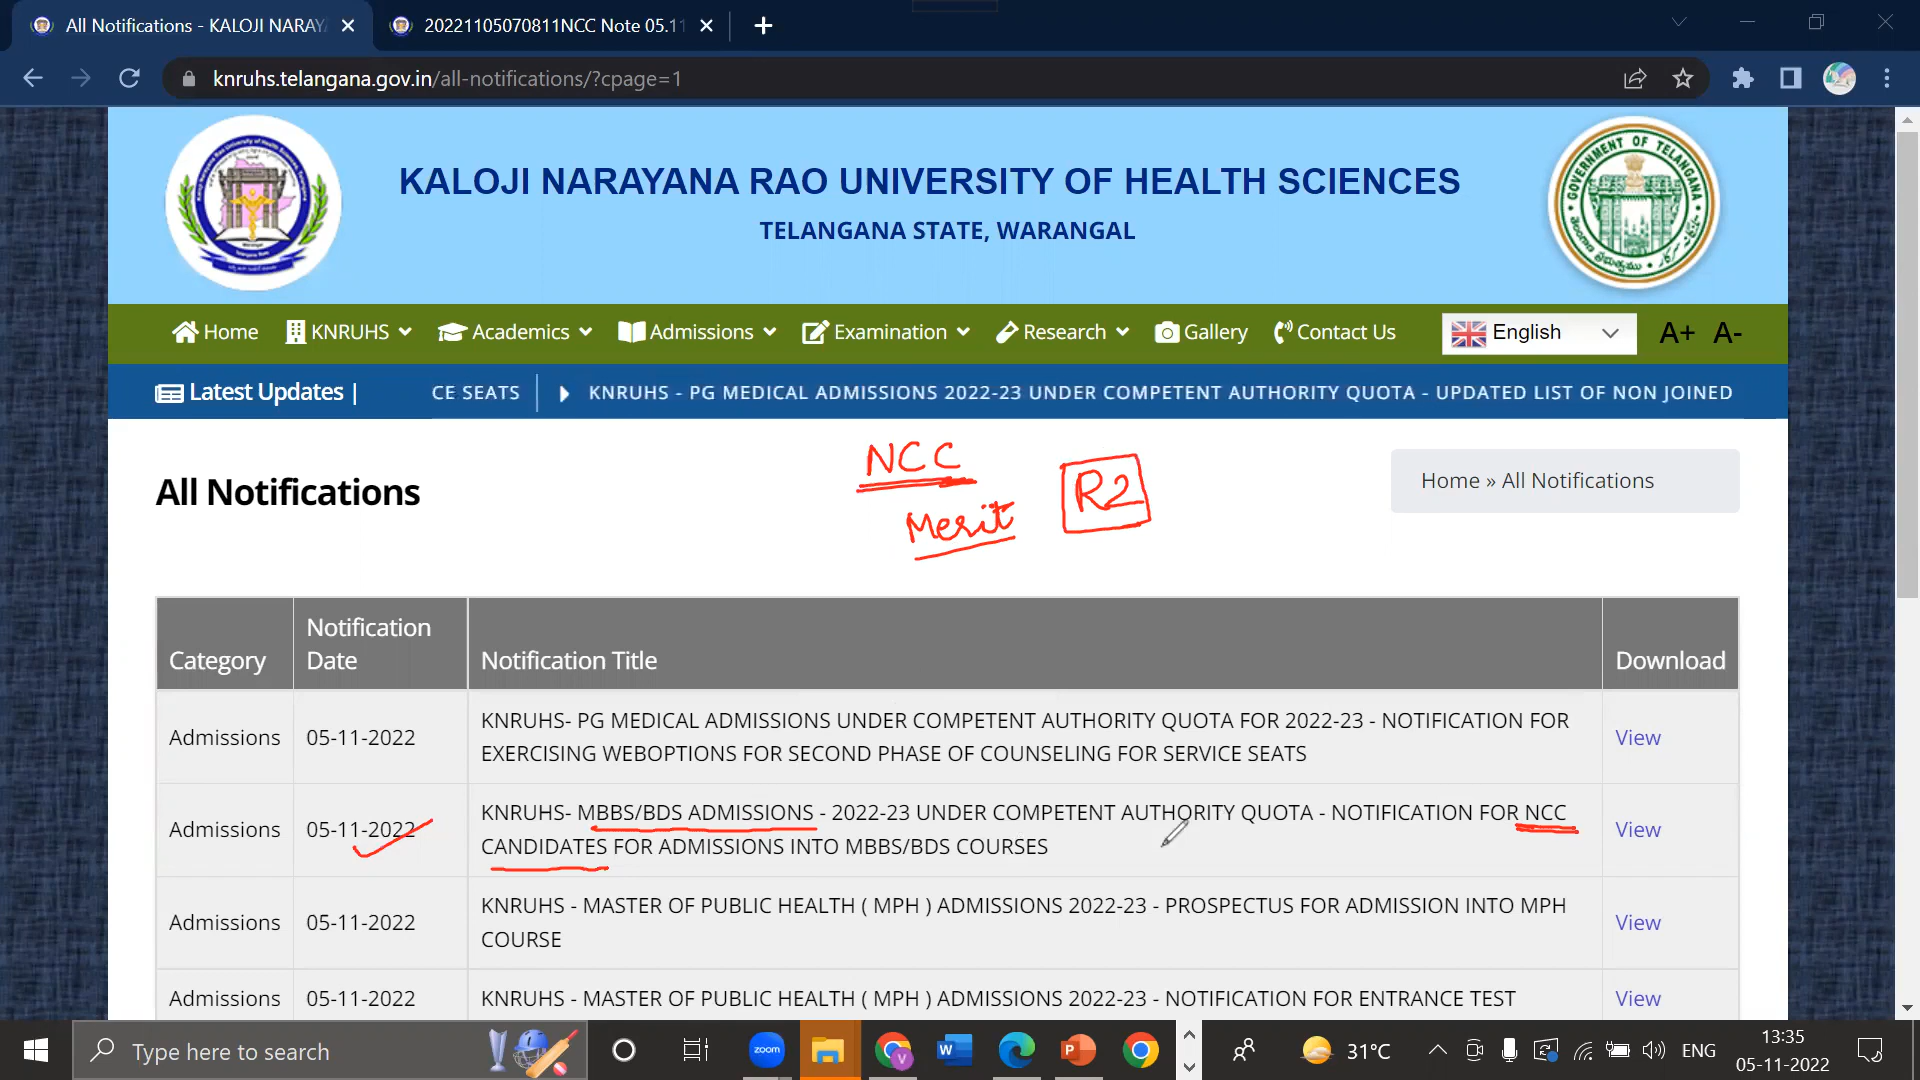 All Notifications - KALOJI NARAYA
20221105070811NCC Note 05.11
knruhs.telangana.gov.in/all-notifications/?cpage=1
KALOJI NARAYANA RAO UNIVERSITY OF HEALTH SCIENCES
TELANGANA STATE, WARANGAL
GOVERNMENT OF TELANGANA
Home KNRUHS Academics Admissions Examination Research Gallery Contact Us English A+ A-
Latest Updates | CE SEATS KNRUHS - PG MEDICAL ADMISSIONS 2022-23 UNDER COMPETENT AUTHORITY QUOTA - UPDATED LIST OF NON JOINED
NCC
R2
Merit
All Notifications
Home » All Notifications
Category Notification Date Notification Title Download
Admissions 05-11-2022 KNRUHS- PG MEDICAL ADMISSIONS UNDER COMPETENT AUTHORITY QUOTA FOR 2022-23 - NOTIFICATION FOR
EXERCISING WEBOPTIONS FOR SECOND PHASE OF COUNSELING FOR SERVICE SEATS View
Admissions 05-11-2022 KNRUHS- MBBS/BDS ADMISSIONS - 2022-23 UNDER COMPETENT AUTHORITY QUOTA - NOTIFICATION FOR NCC
CANDIDATES FOR ADMISSIONS INTO MBBS/BDS COURSES View
Admissions 05-11-2022 KNRUHS - MASTER OF PUBLIC HEALTH ( MPH ) ADMISSIONS 2022-23 - PROSPECTUS FOR ADMISSION INTO MPH
COURSE View
Admissions 05-11-2022 KNRUHS - MASTER OF PUBLIC HEALTH ( MPH ) ADMISSIONS 2022-23 - NOTIFICATION FOR ENTRANCE TEST View
Type here to search
zoom
31°C
ENG
13:35
05-11-2022